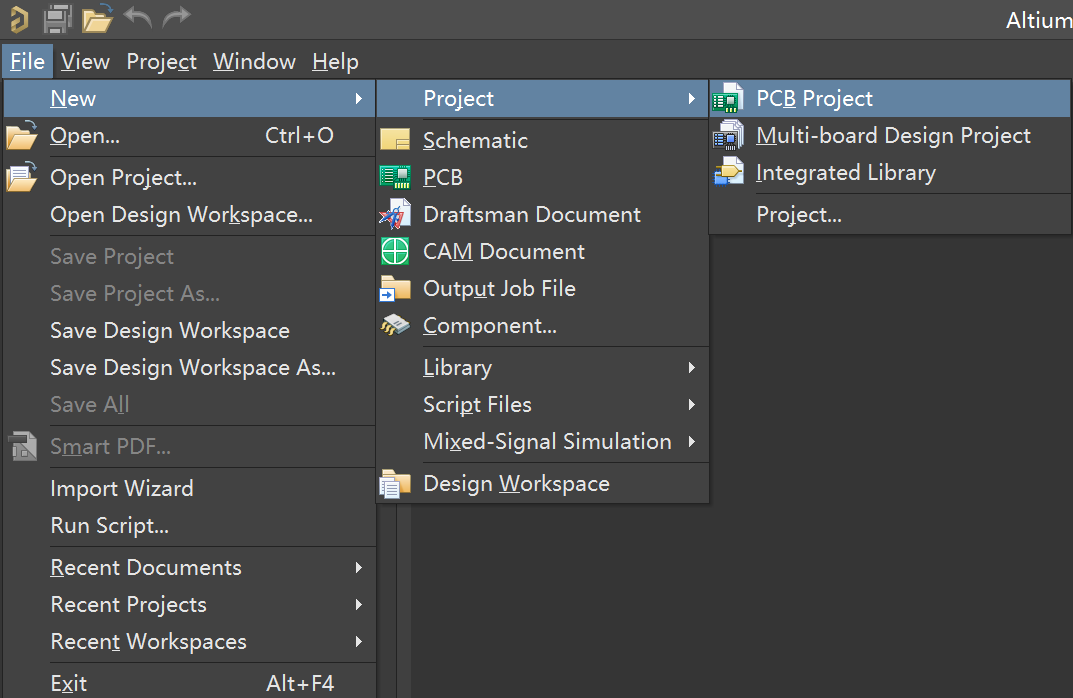 Altium
File View Project Window Help
New
Open... Ctrl+O
Open Project...
Open Design Workspace...
Save Project
Save Project As...
Save Design Workspace
Save Design Workspace As...
Save All
Smart PDF...
Import Wizard
Run Script...
Recent Documents
Recent Projects
Recent Workspaces
Exit Alt+F4
Project
Schematic
PCB
Draftsman Document
CAM Document
Output Job File
Component...
Library
Script Files
Mixed-Signal Simulation
Design Workspace
PCB Project
Multi-board Design Project
Integrated Library
Project...